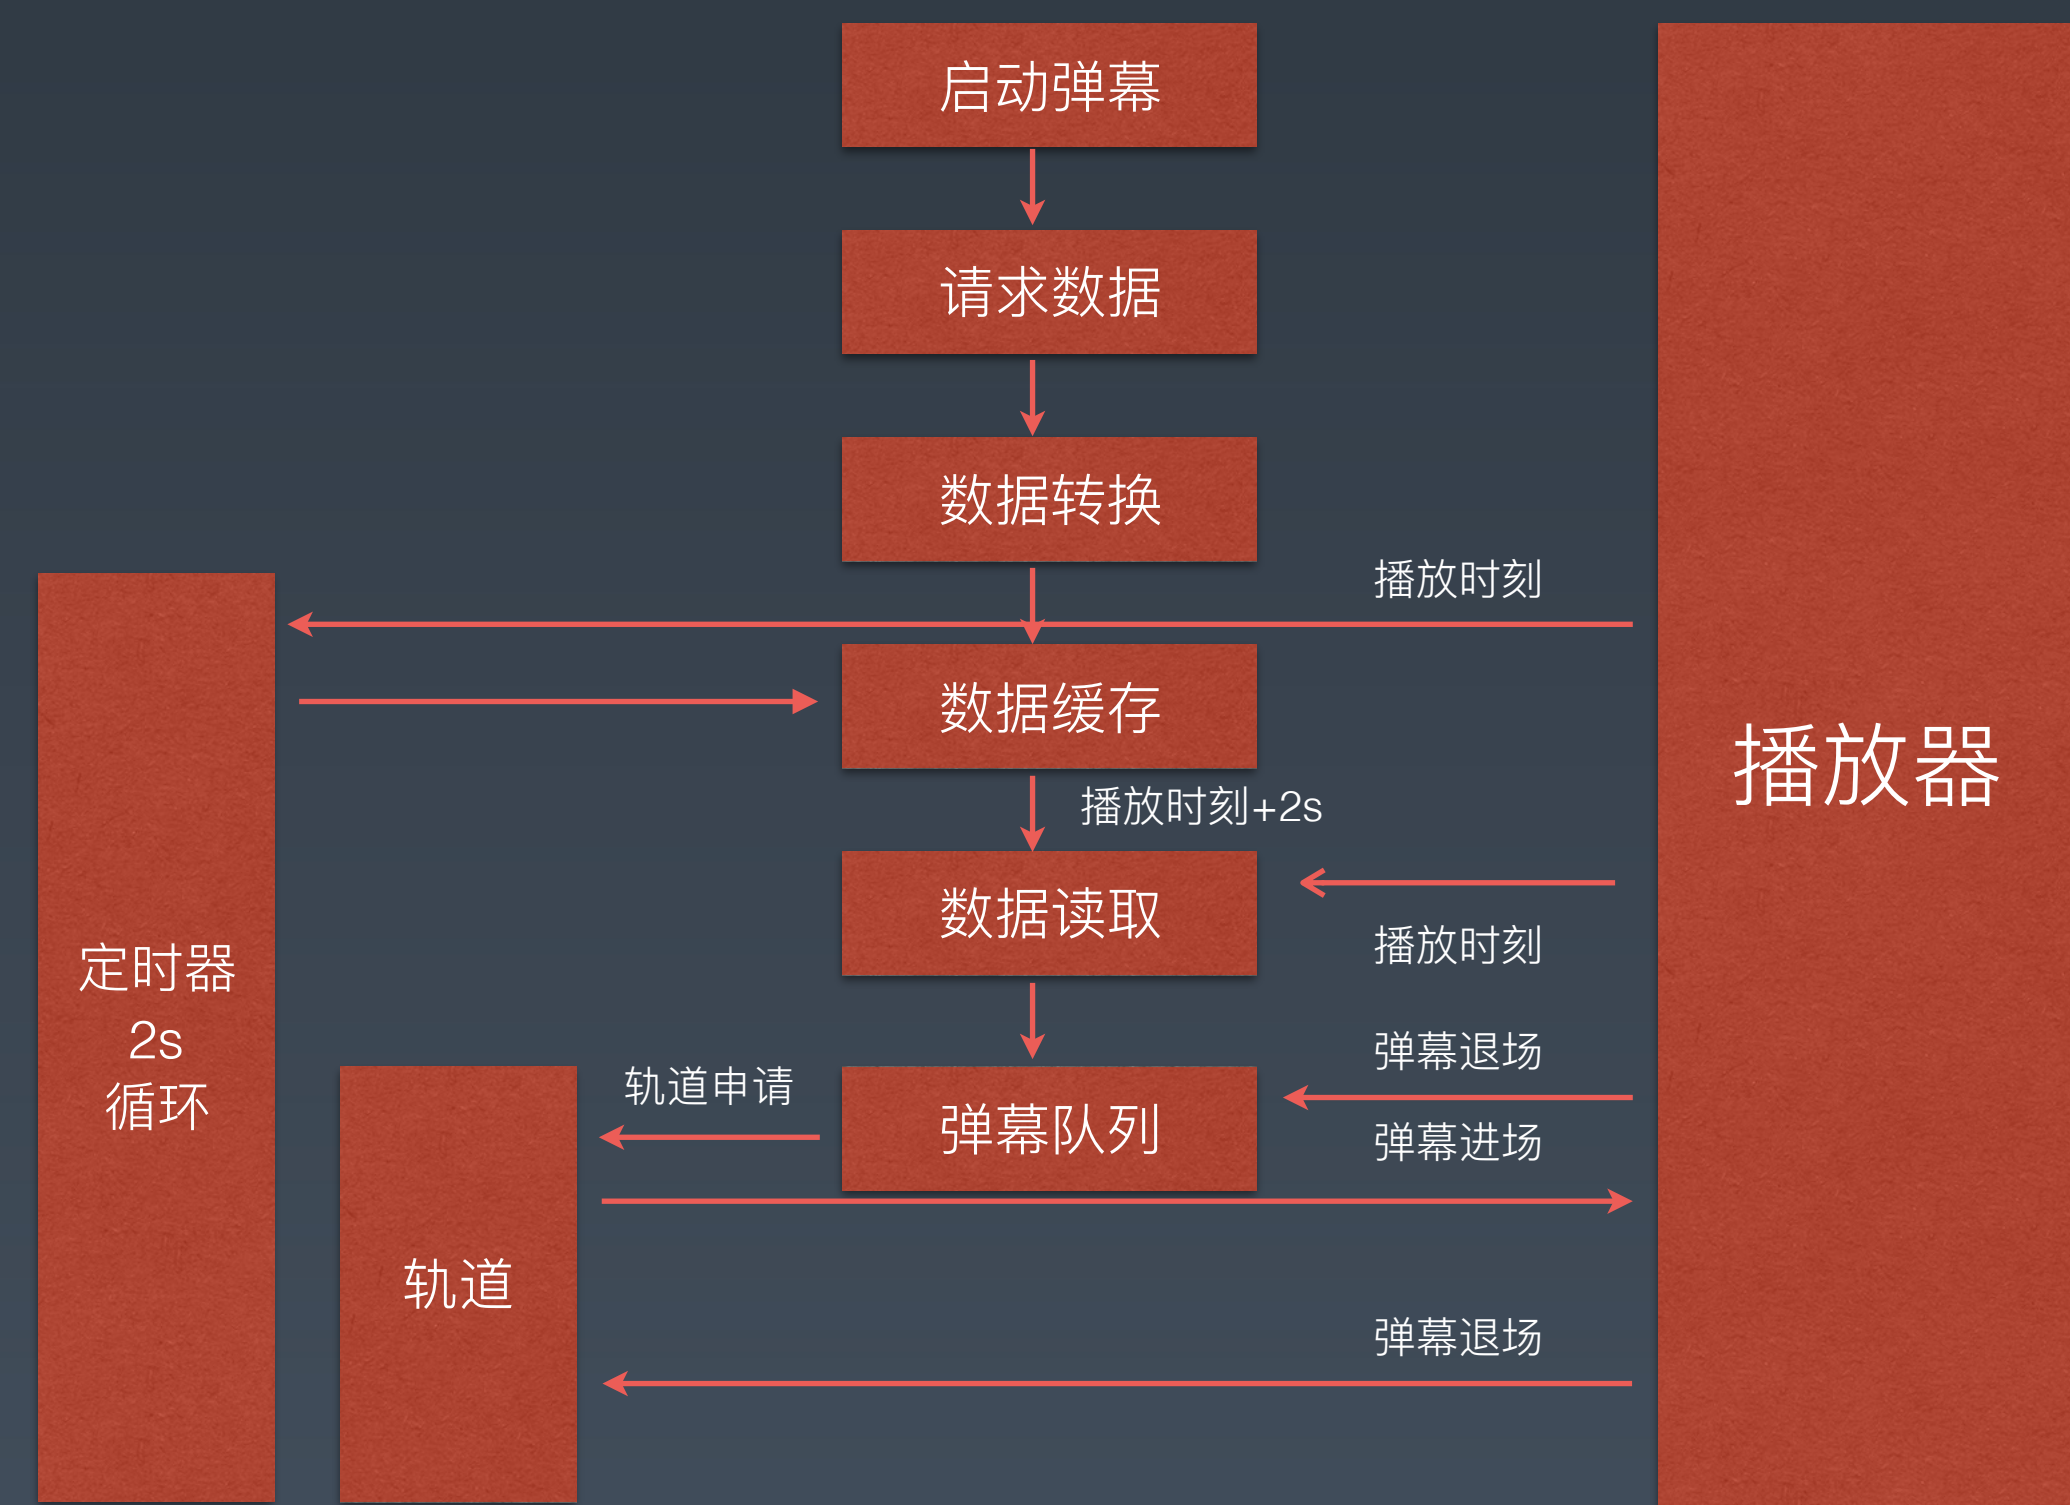 启动弹幕
请求数据
数据转换
播放时刻
数据缓存
播放时刻+2s
数据读取
播放时刻
弹幕退场
轨道申请
弹幕队列
弹幕进场
定时器
2s
循环
轨道
弹幕退场
播放器